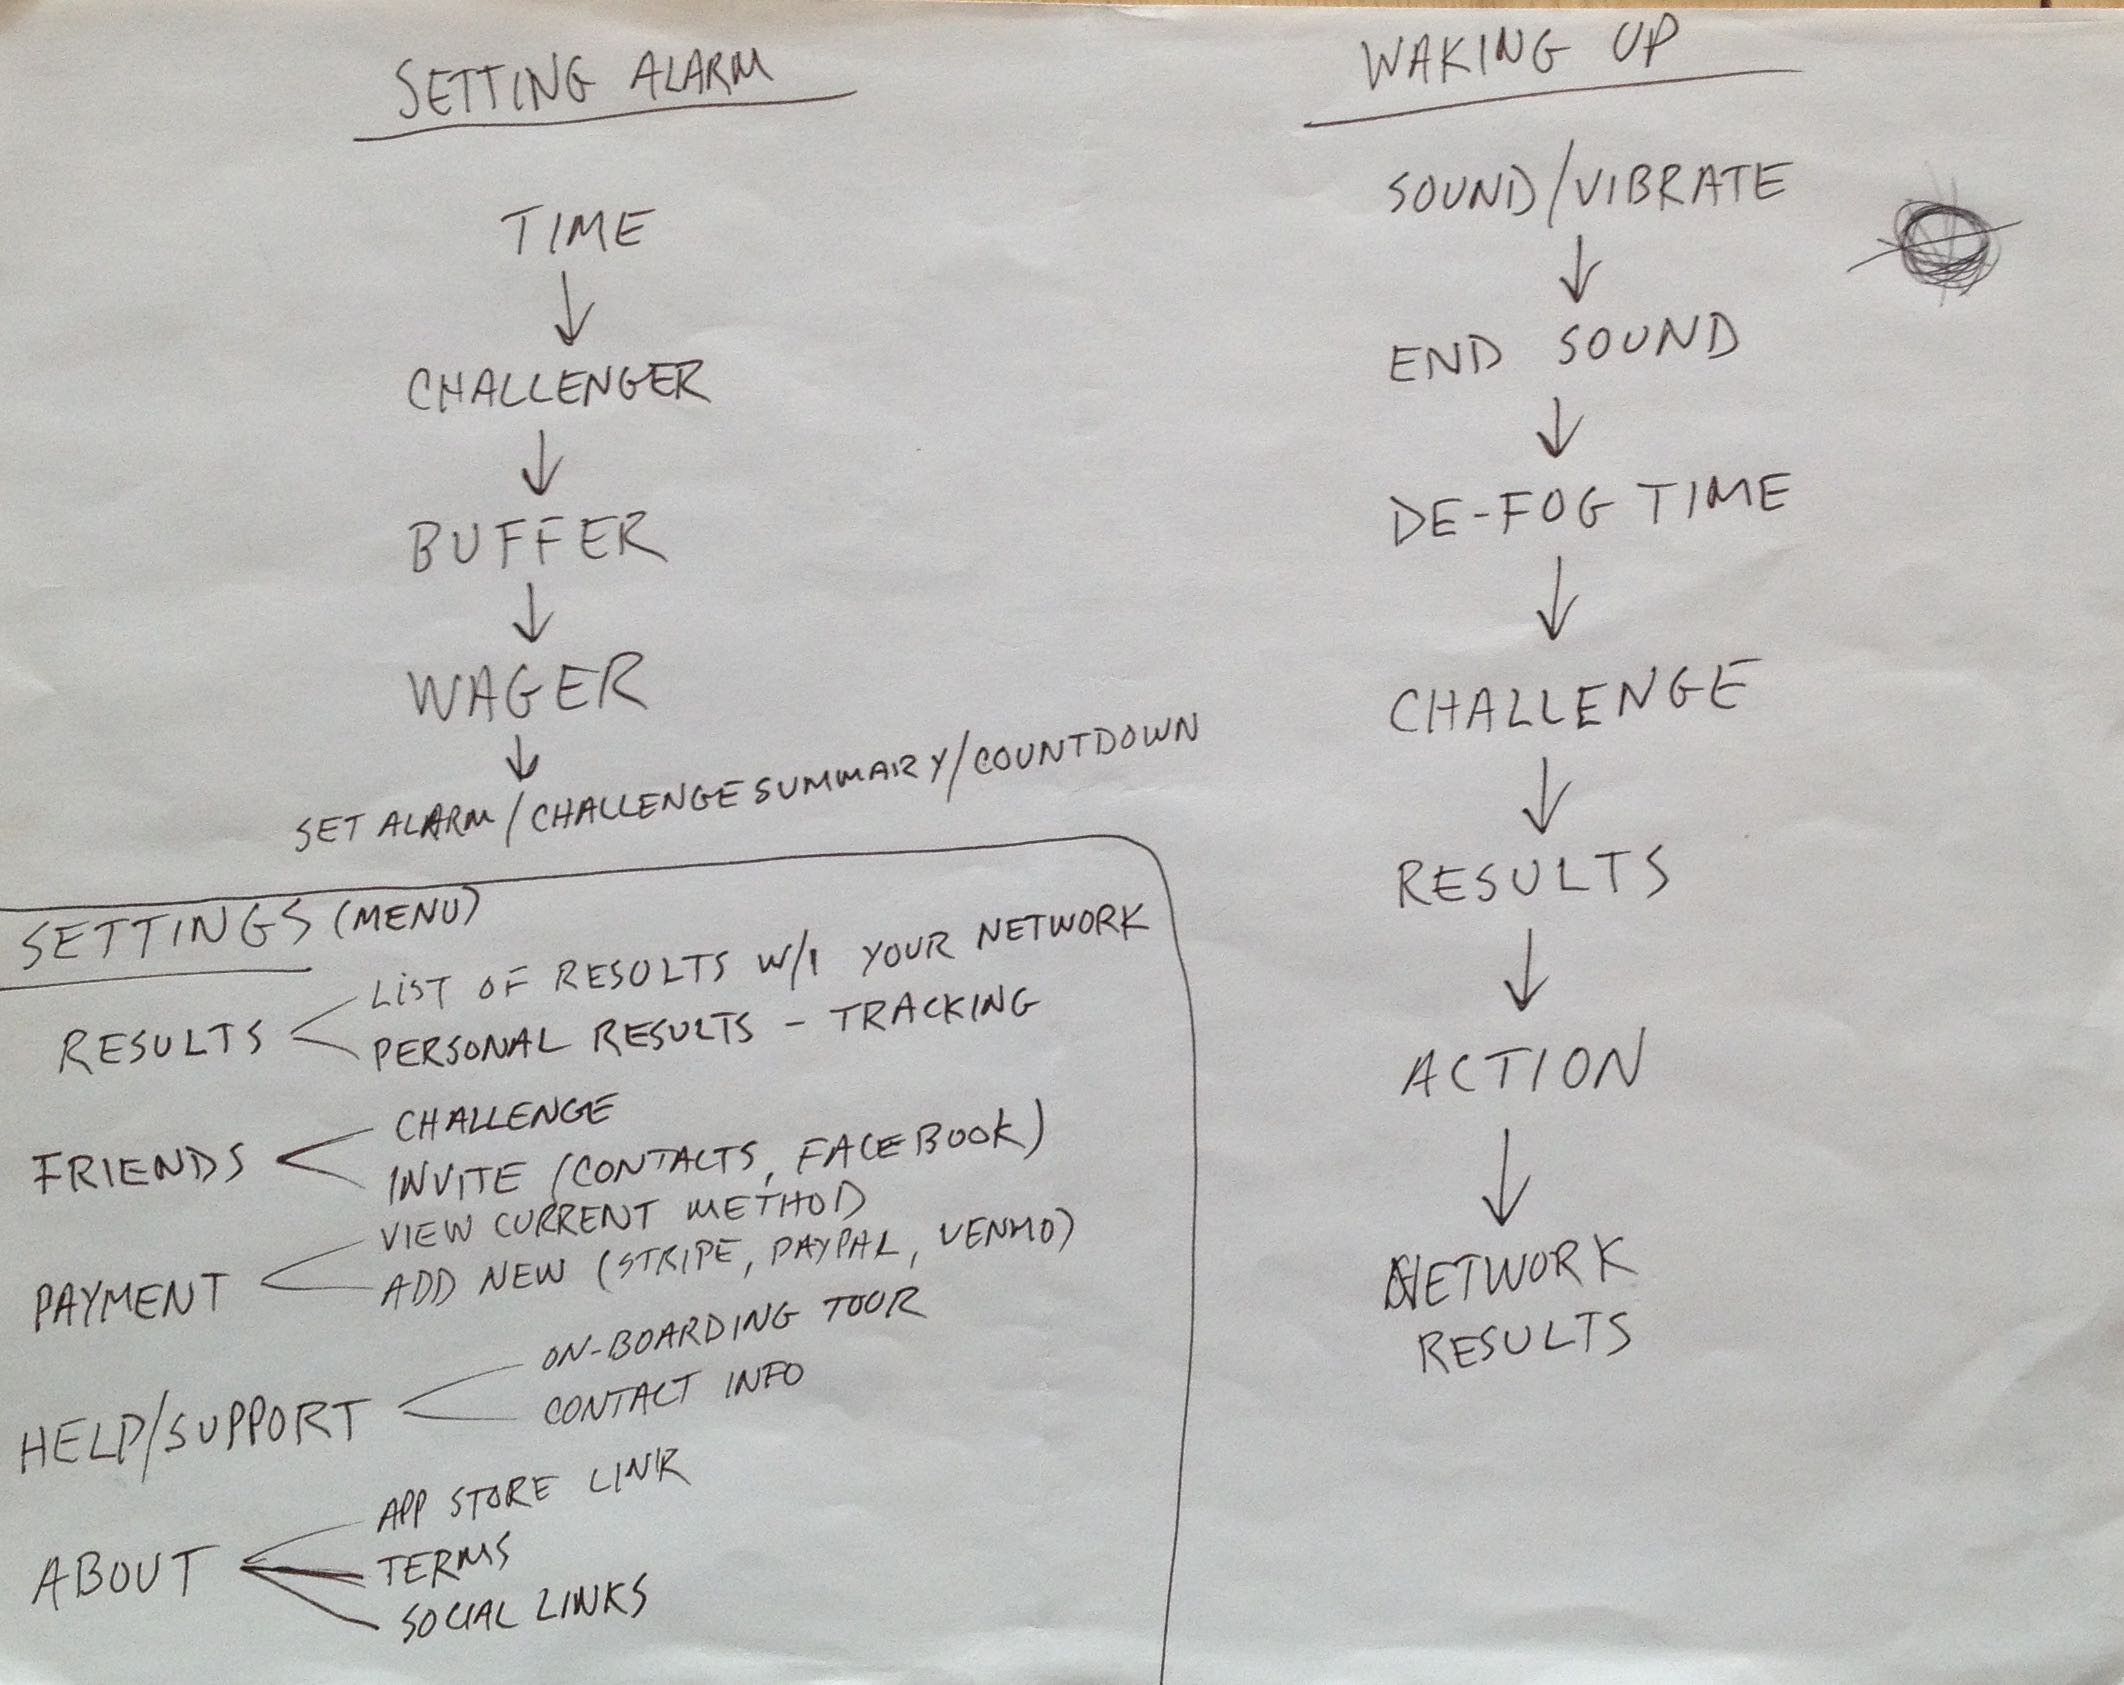 SETTING ALARM
TIME
CHALLENGER
BUFFER
WAGER
SET ALARM/CHALLENGE SUMMARY/COUNTDOWN
SETTINGS (MENU)
RESULTS
LIST OF RESULTS W/I YOUR NETWORK
PERSONAL RESULTS - TRACKING
FRIENDS
CHALLENGE
INVITE (CONTACTS, FACEBOOK)
PAYMENT
VIEW CURRENT METHOD
ADD NEW (STRIPE, PAYPAL, VENMO)
HELP/SUPPORT
ON-BOARDING TOUR
CONTACT INFO
ABOUT
APP STORE LINK
TERMS
SOCIAL LINKS
WAKING UP
SOUND/VIBRATE
END SOUND
DE-FOG TIME
CHALLENGE
RESULTS
ACTION
NETWORK
RESULTS